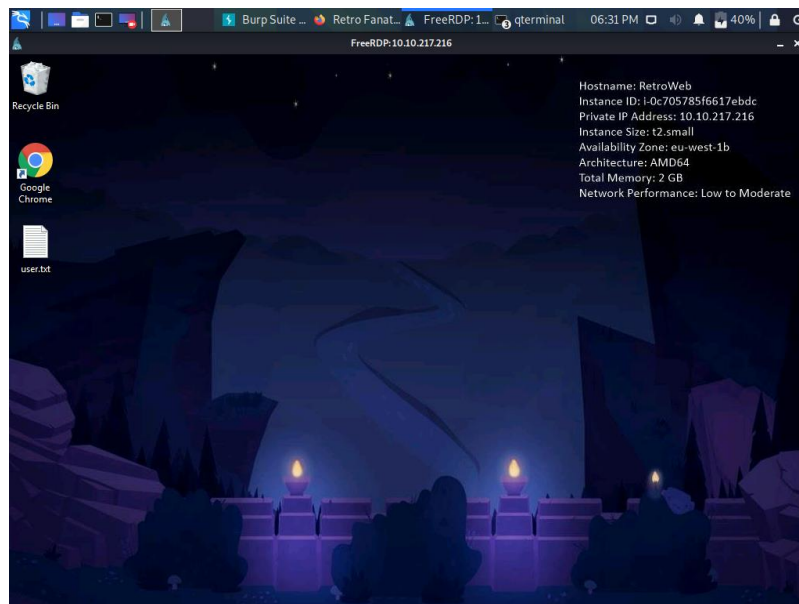 Burp Suite ...
Retro Fanat...
FreeRDP: 1...
qterminal
06:31 PM
40%
FreeRDP: 10.10.217.216
Recycle Bin
Google
Chrome
user.txt
Hostname: RetroWeb
Instance ID: i-0c705785f6617ebdc
Private IP Address: 10.10.217.216
Instance Size: t2.small
Availability Zone: eu-west-1b
Architecture: AMD64
Total Memory: 2 GB
Network Performance: Low to Moderate